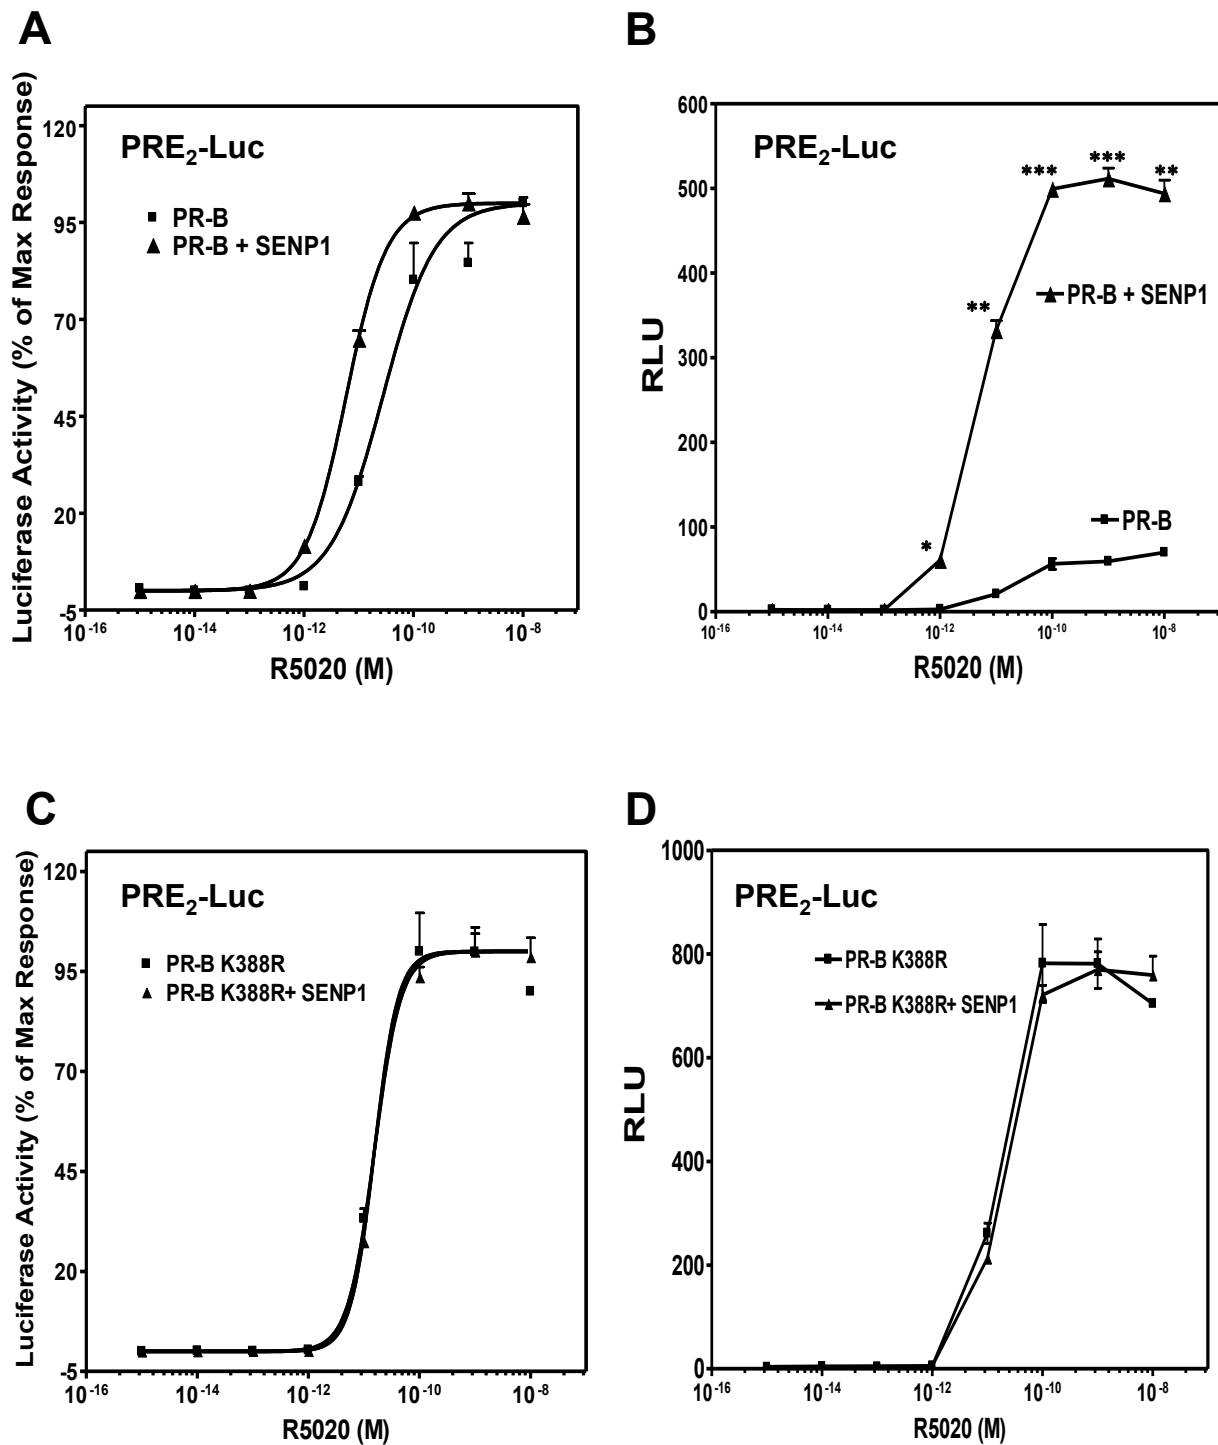 A
Luciferase Activity (% of Max Response)
120
95
70
45
20
-5
PRE2-Luc
PR-B
PR-B + SENP1
10-16
10-14
10-12
10-10
10-8
R5020 (M)
B
RLU
600
500
400
300
200
100
0
PRE2-Luc
*
**
***
***
**
PR-B + SENP1
PR-B
10-16
10-14
10-12
10-10
10-8
R5020 (M)
C
Luciferase Activity (% of Max Response)
120
95
70
45
20
-5
PRE2-Luc
PR-B K388R
PR-B K388R+ SENP1
10-16
10-14
10-12
10-10
10-8
R5020 (M)
D
RLU
1000
800
600
400
200
0
PRE2-Luc
PR-B K388R
PR-B K388R+ SENP1
10-16
10-14
10-12
10-10
10-8
R5020 (M)